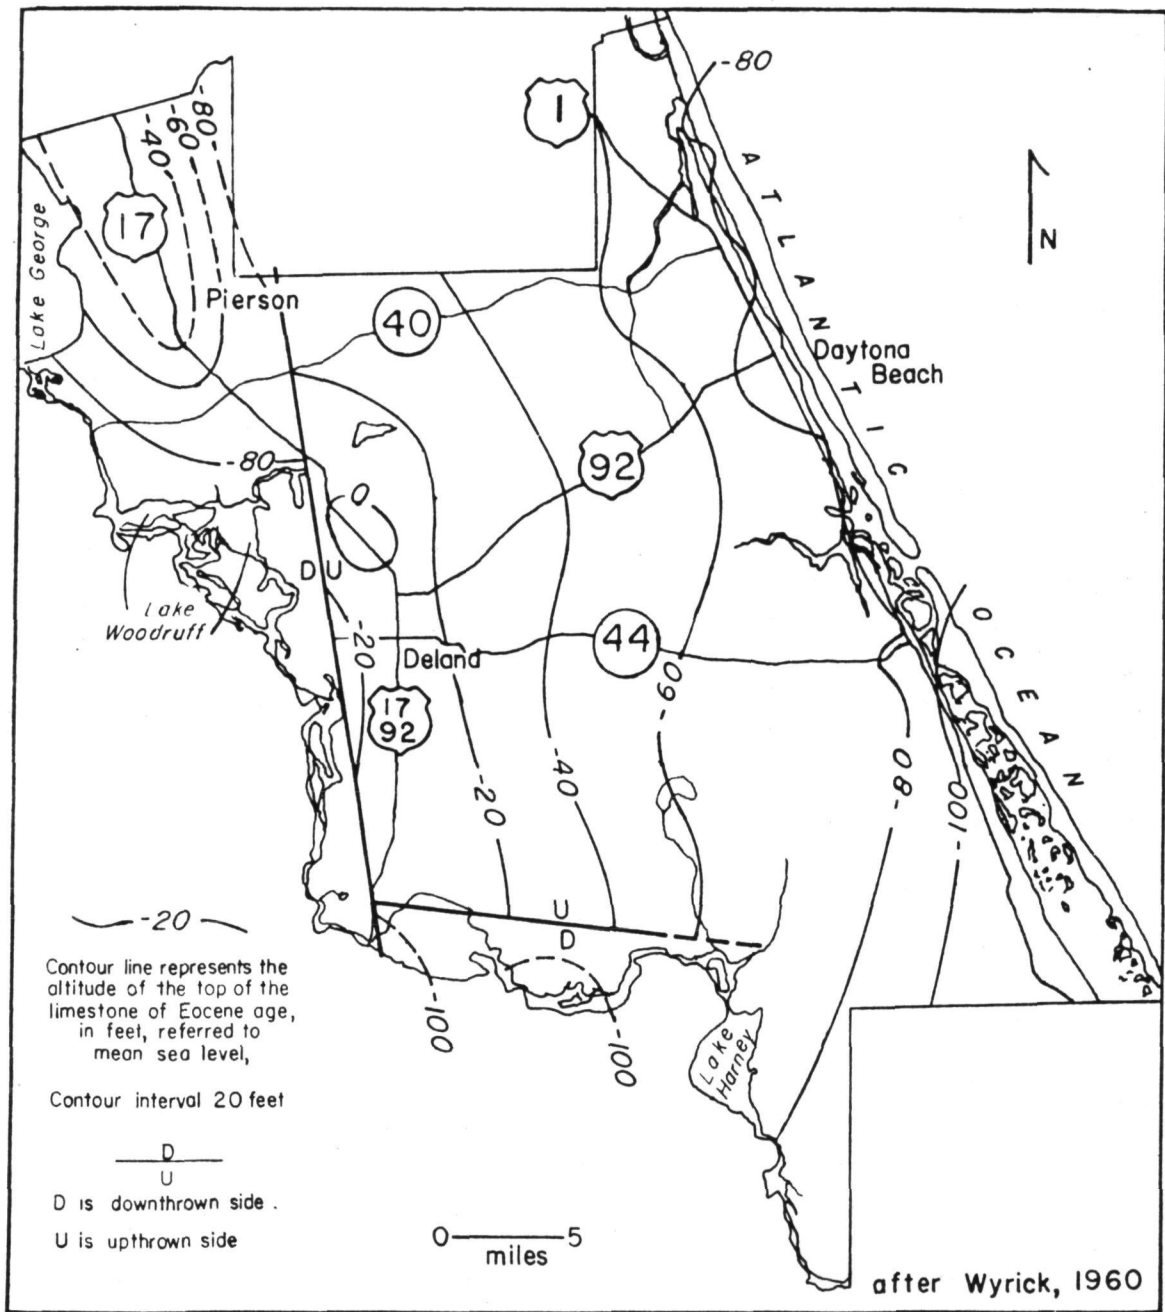 -80
1
-80
-60
-40
17
ATLANTIC
N
Lake George
Pierson
40
Daytona
Beach
92
-80
0
D U
Lake
Woodruff
-20
Deland
44
OCEAN
-60
17
92
-20
-40
-80
-100
U
D
-20
Contour line represents the
altitude of the top of the
limestone of Eocene age,
in feet, referred to
mean sea level,
Contour interval 20 feet
D
U
D is downthrown side .
U is upthrown side
-100
-100
Lake
Harney
0 5
miles
after Wyrick, 1960